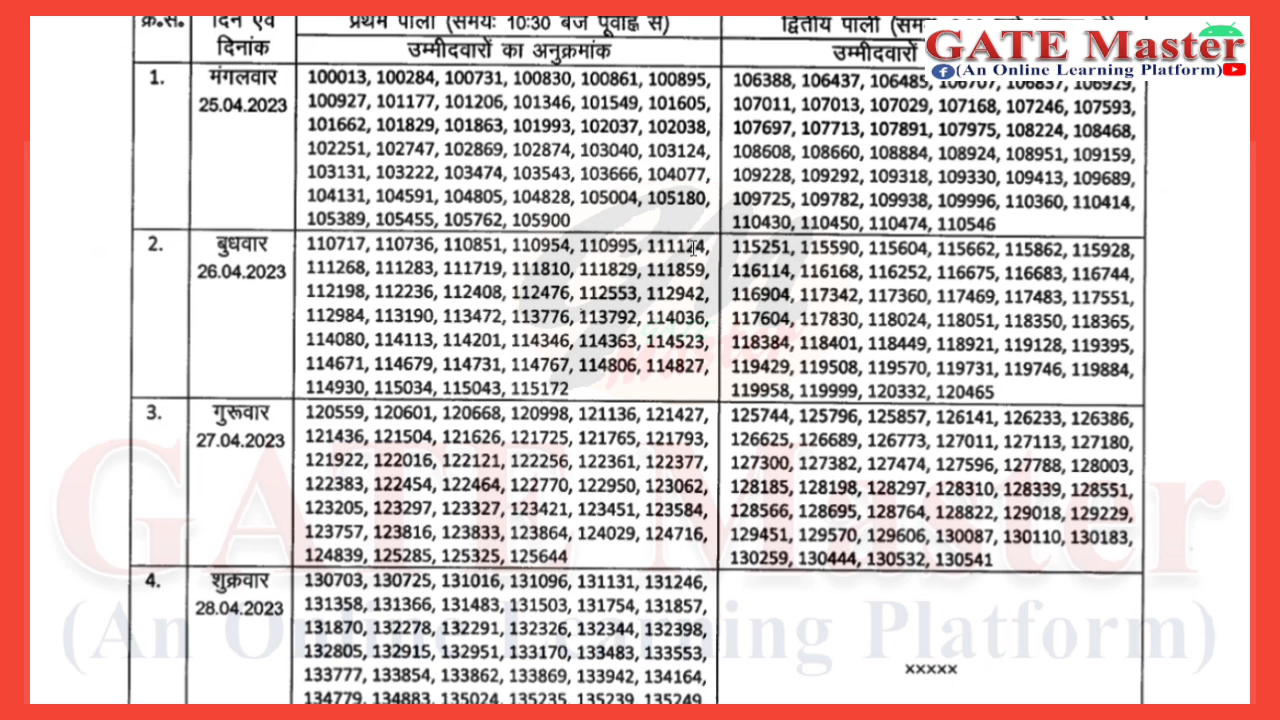 क्र.सं. दिन एवं प्रथम पाली (समयः 10:30 बजे पूर्वाह्न से) द्वितीय पाली
दिनांक उम्मीदवारों का अनुक्रमांक उम्मीदवारों
GATE Master
(An Online Learning Platform)
1. मंगलवार
25.04.2023
100013, 100284, 100731, 100830, 100861, 100895,
100927, 101177, 101206, 101346, 101549, 101605,
101662, 101829, 101863, 101993, 102037, 102038,
102251, 102747, 102869, 102874, 103040, 103124,
103131, 103222, 103474, 103543, 103666, 104077,
104131, 104591, 104805, 104828, 105004, 105180,
105389, 105455, 105762, 105900
106388, 106437, 106485, 106707, 106837, 106929,
107011, 107013, 107029, 107168, 107246, 107593,
107697, 107713, 107891, 107975, 108224, 108468,
108608, 108660, 108884, 108924, 108951, 109159,
109228, 109292, 109318, 109330, 109413, 109689,
109725, 109782, 109938, 109996, 110360, 110414,
110430, 110450, 110474, 110546
2. बुधवार
26.04.2023
110717, 110736, 110851, 110954, 110995, 111124,
111268, 111283, 111719, 111810, 111829, 111859,
112198, 112236, 112408, 112476, 112553, 112942,
112984, 113190, 113472, 113776, 113792, 114036,
114080, 114113, 114201, 114346, 114363, 114523,
114671, 114679, 114731, 114767, 114806, 114827,
114930, 115034, 115043, 115172
115251, 115590, 115604, 115662, 115862, 115928,
116114, 116168, 116252, 116675, 116683, 116744,
116904, 117342, 117360, 117469, 117483, 117551,
117604, 117830, 118024, 118051, 118350, 118365,
118384, 118401, 118449, 118921, 119128, 119395,
119429, 119508, 119570, 119731, 119746, 119884,
119958, 119999, 120332, 120465
3. गुरूवार
27.04.2023
120559, 120601, 120668, 120998, 121136, 121427,
121436, 121504, 121626, 121725, 121765, 121793,
121922, 122016, 122121, 122256, 122361, 122377,
122383, 122454, 122464, 122770, 122950, 123062,
123205, 123297, 123327, 123421, 123451, 123584,
123757, 123816, 123833, 123864, 124029, 124716,
124839, 125285, 125325, 125644
125744, 125796, 125857, 126141, 126233, 126386,
126625, 126689, 126773, 127011, 127113, 127180,
127300, 127382, 127474, 127596, 127788, 128003,
128185, 128198, 128297, 128310, 128339, 128551,
128566, 128695, 128764, 128822, 129018, 129229,
129451, 129570, 129606, 130087, 130110, 130183,
130259, 130444, 130532, 130541
4. शुक्रवार
28.04.2023
130703, 130725, 131016, 131096, 131131, 131246,
131358, 131366, 131483, 131503, 131754, 131857,
131870, 132278, 132291, 132326, 132344, 132398,
132805, 132915, 132951, 133170, 133483, 133553,
133777, 133854, 133862, 133869, 133942, 134164,
134779, 134883, 135024, 135235, 135239, 135249
xxxxx
GATE Master
(An Online Learning Platform)